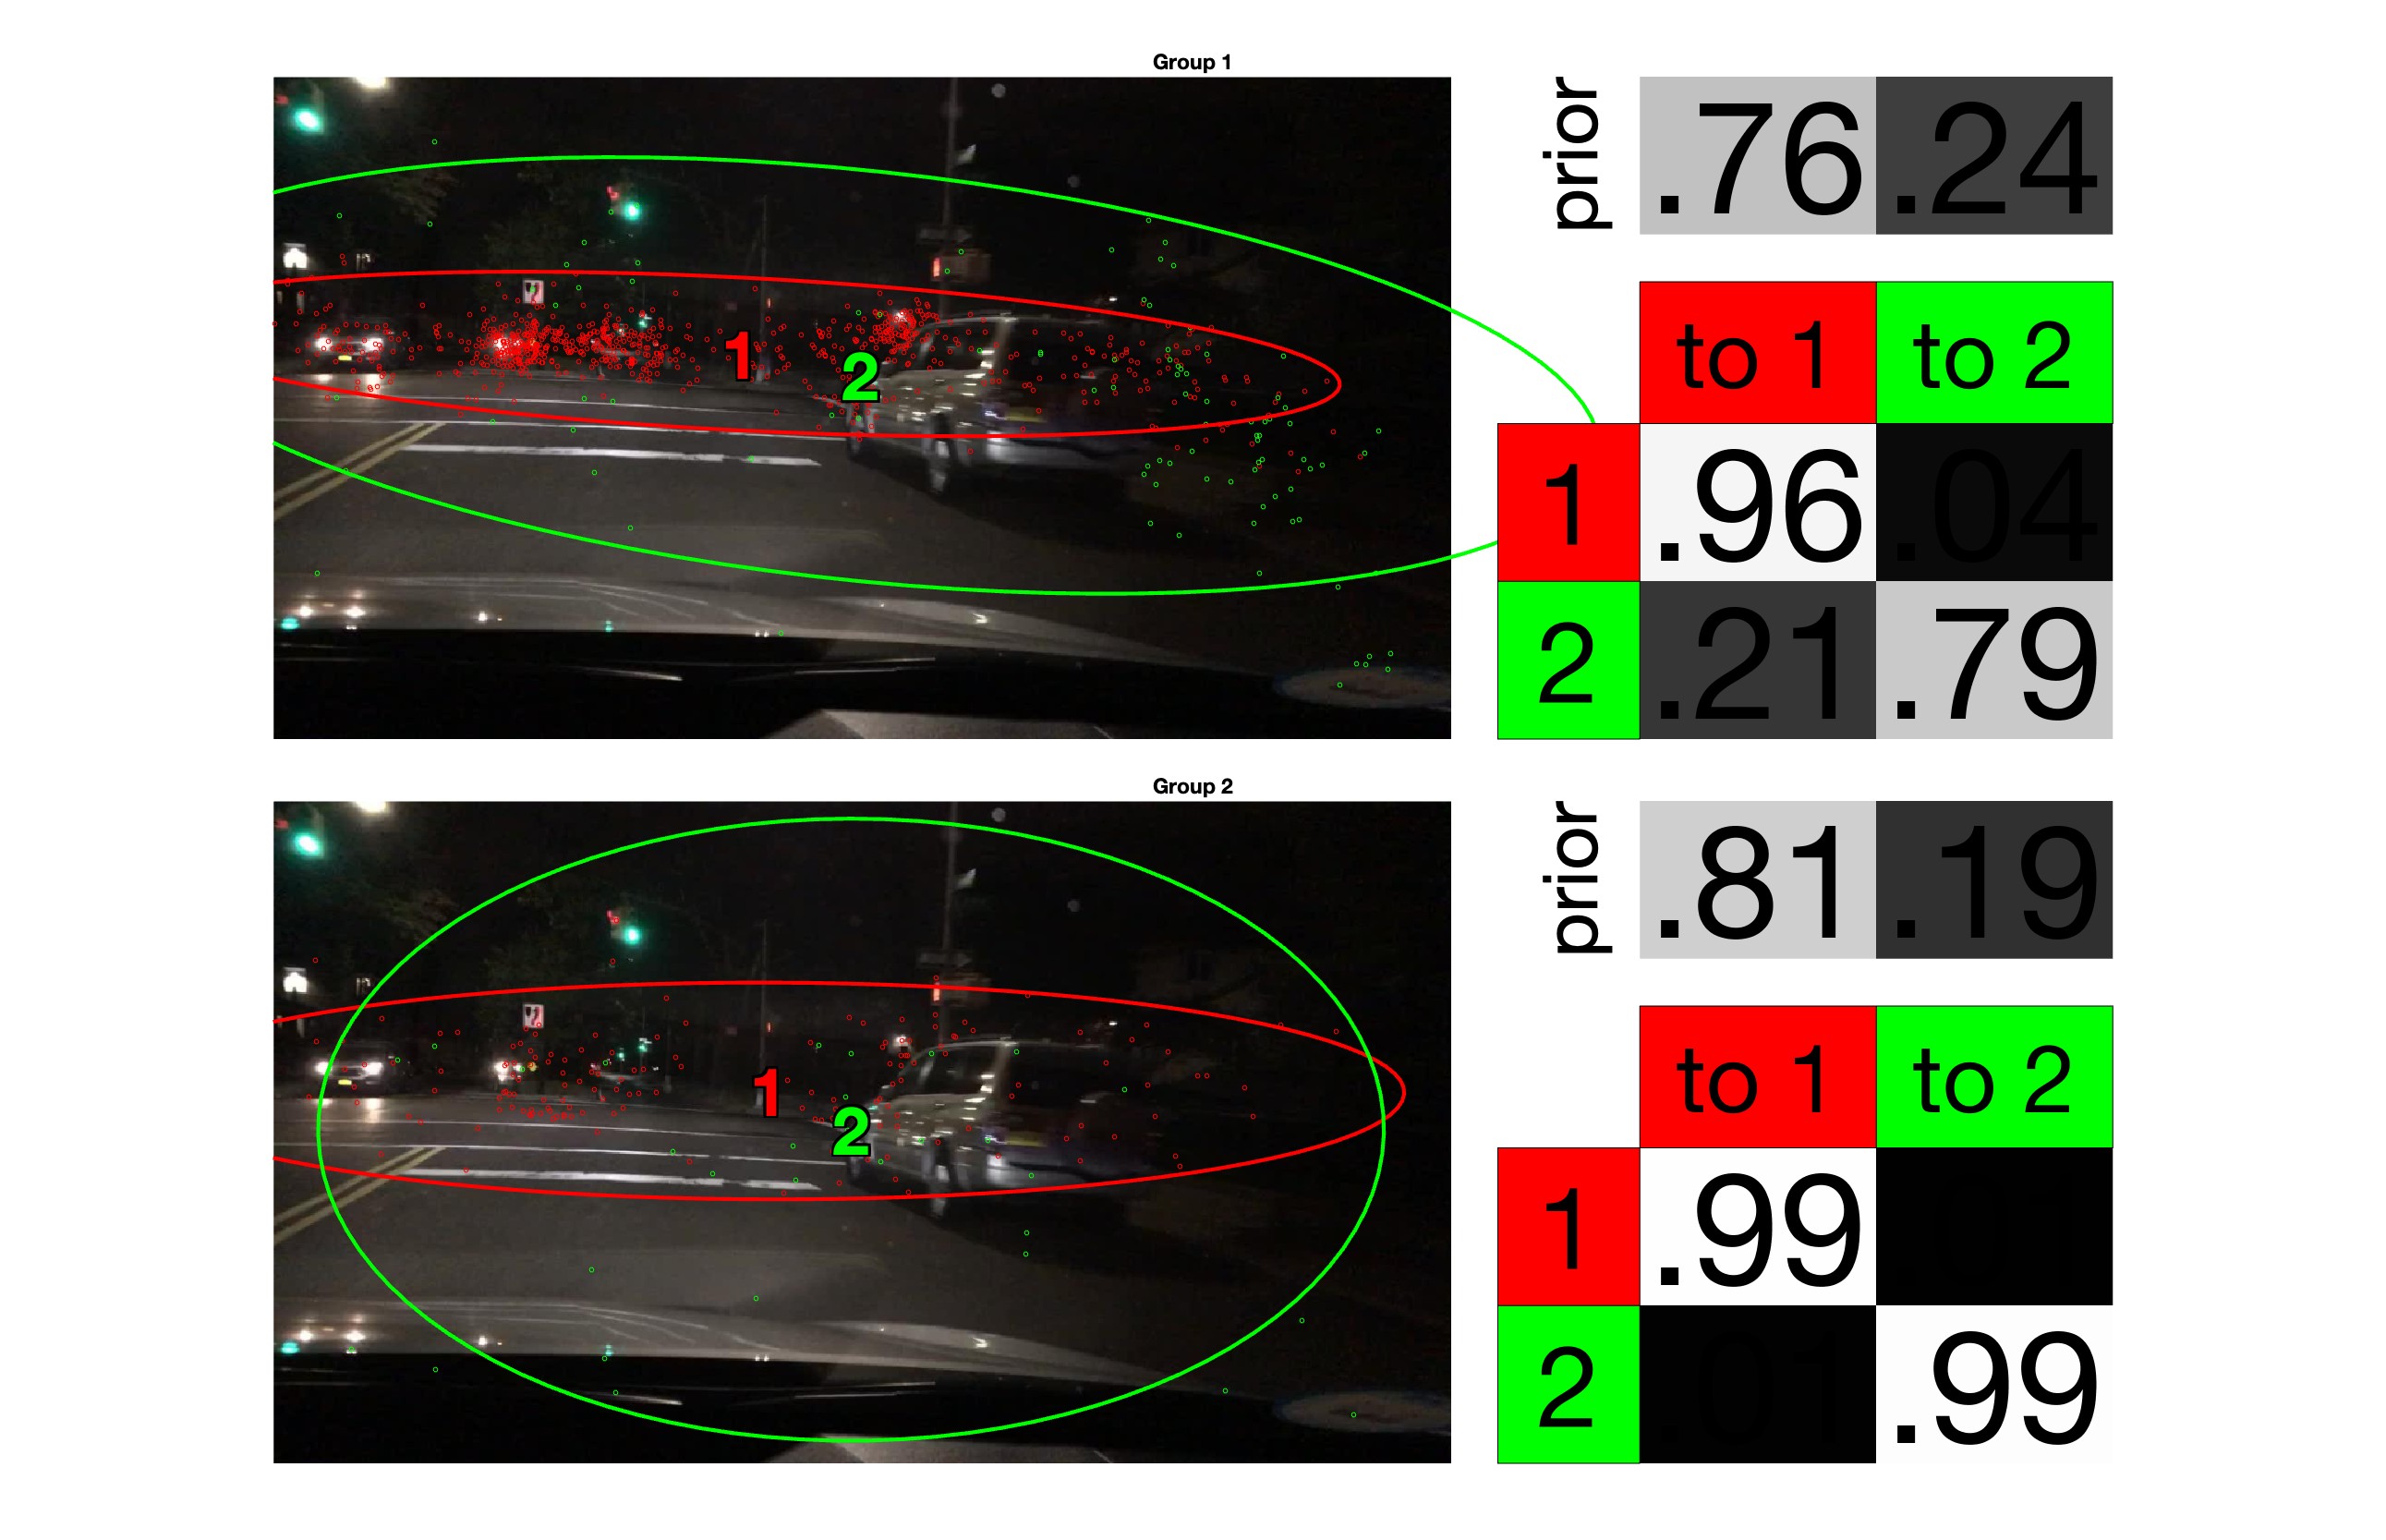 Group 1
prior .76 .24
to 1 to 2
1 .96 .04
2 .21 .79
1
2
Group 2
prior .81 .19
to 1 to 2
1 .99
2 .01 .99
1
2